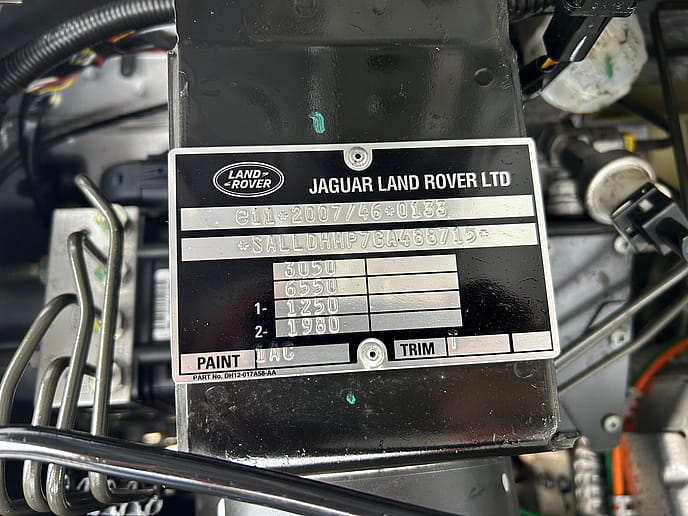 LAND-
-ROVER
JAGUAR LAND ROVER LTD
e11*2007/46*0133
*SALLDHMP7GA488715*
3050
6550
1- 1250
2- 1980
PAINT 1AC TRIM
PART No. DH12-017A58-AA